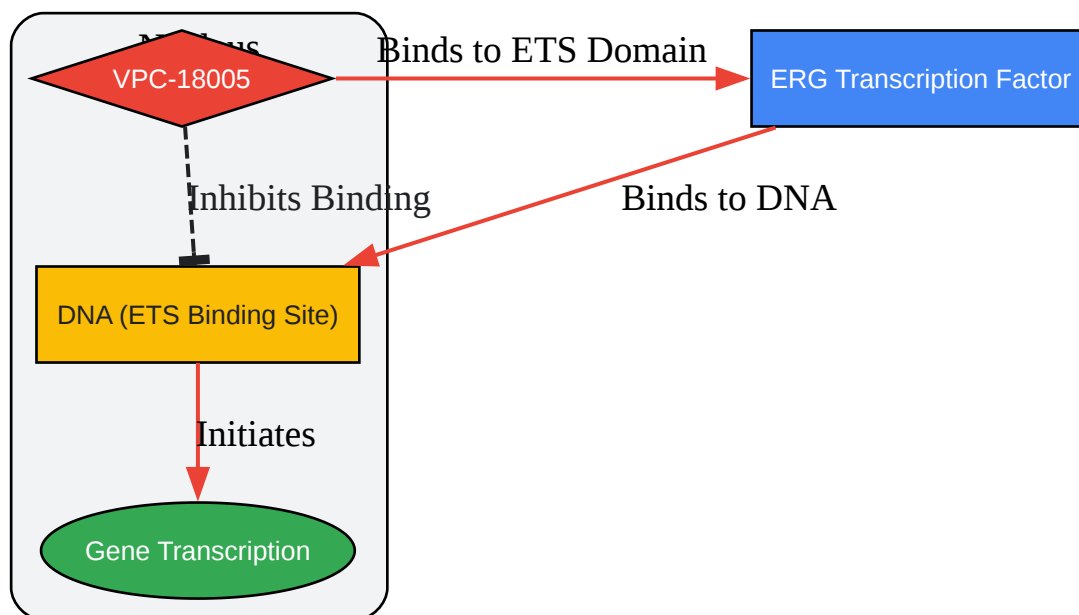 VPC-18005
Binds to ETS Domain
ERG Transcription Factor
Inhibits Binding
Binds to DNA
DNA (ETS Binding Site)
Initiates
Gene Transcription